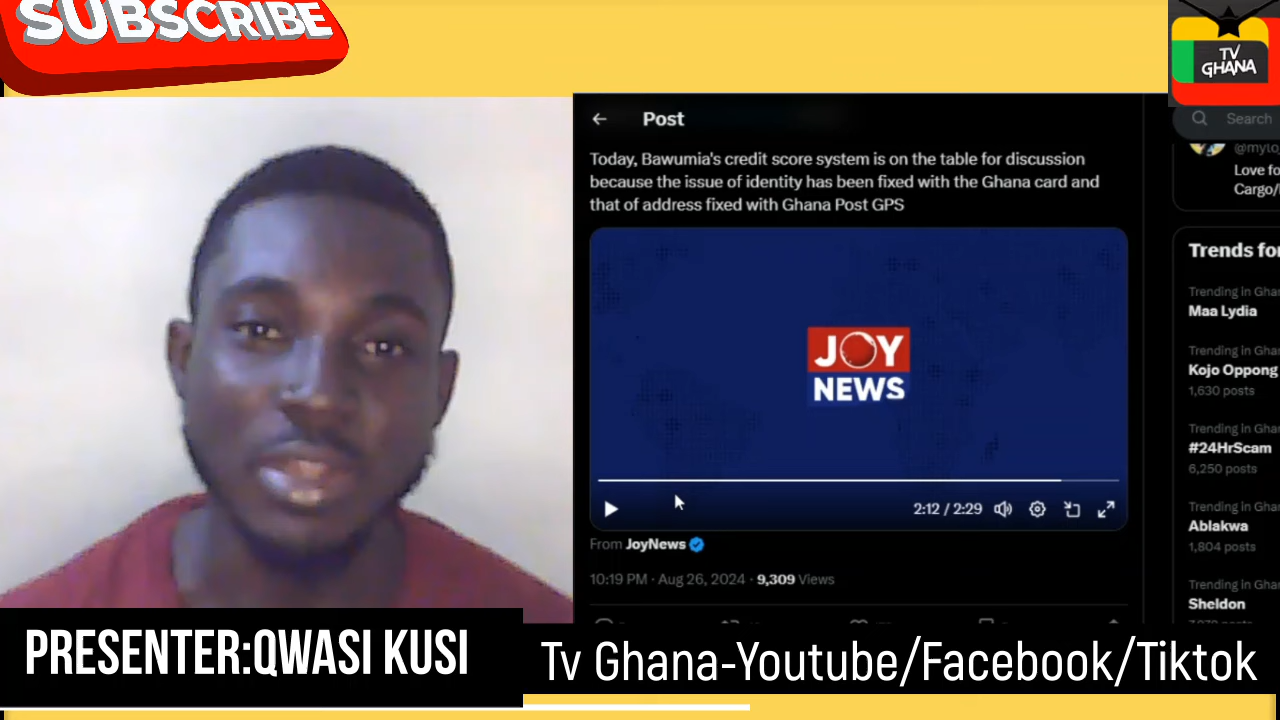 SUBSCRIBE
TV
GHANA
Post
Search
Today, Bawumia's credit score system is on the table for discussion
because the issue of identity has been fixed with the Ghana card and
that of address fixed with Ghana Post GPS
JOY
NEWS
2:12 / 2:29
From JoyNews
10:19 PM · Aug 26, 2024 · 9,309 Views
Love fo
Cargo/
Trends fo
Trending in Gha
Maa Lydia
Trending in Gha
Kojo Oppong
1,630 posts
Trending in Gha
#24HrScam
6,250 posts
Trending in Gha
Ablakwa
1,804 posts
Trending in Gha
Sheldon
PRESENTER:QWASI KUSI
Tv Ghana-Youtube/Facebook/Tiktok